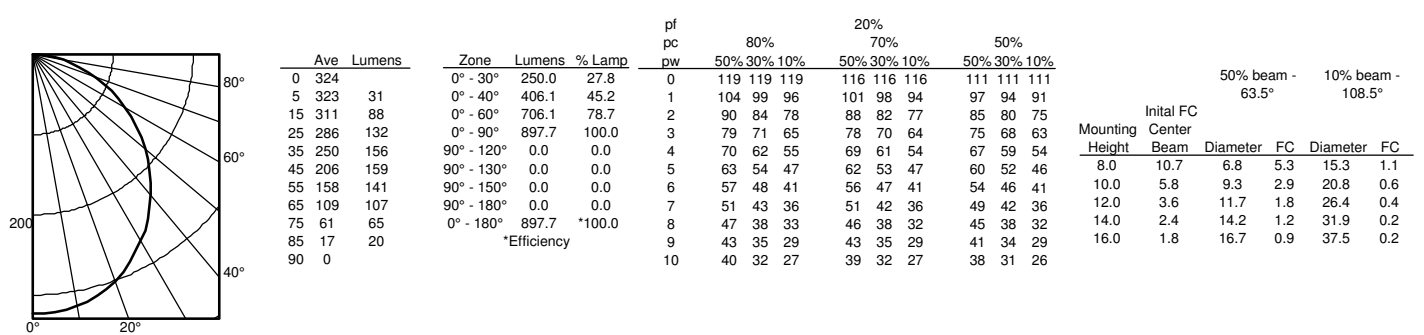 80°
60°
200
40°
0° 20°
Ave Lumens
0 324
5 323 31
15 311 88
25 286 132
35 250 156
45 206 159
55 158 141
65 109 107
75 61 65
85 17 20
90 0
Zone Lumens % Lamp
0° - 30° 250.0 27.8
0° - 40° 406.1 45.2
0° - 60° 706.1 78.7
0° - 90° 897.7 100.0
90° - 120° 0.0 0.0
90° - 130° 0.0 0.0
90° - 150° 0.0 0.0
90° - 180° 0.0 0.0
0° - 180° 897.7 *100.0
*Efficiency
pf 20%
pc 80% 70% 50%
pw 50% 30% 10% 50% 30% 10% 50% 30% 10%
0 119 119 119 116 116 116 111 111 111
1 104 99 96 101 98 94 97 94 91
2 90 84 78 88 82 77 85 80 75
3 79 71 65 78 70 64 75 68 63
4 70 62 55 69 61 54 67 59 54
5 63 54 47 62 53 47 60 52 46
6 57 48 41 56 47 41 54 46 41
7 51 43 36 51 42 36 49 42 36
8 47 38 33 46 38 32 45 38 32
9 43 35 29 43 35 29 41 34 29
10 40 32 27 39 32 27 38 31 26
50% beam - 10% beam -
63.5° 108.5°
Inital FC
Mounting Center
Height Beam Diameter FC Diameter FC
8.0 10.7 6.8 5.3 15.3 1.1
10.0 5.8 9.3 2.9 20.8 0.6
12.0 3.6 11.7 1.8 26.4 0.4
14.0 2.4 14.2 1.2 31.9 0.2
16.0 1.8 16.7 0.9 37.5 0.2